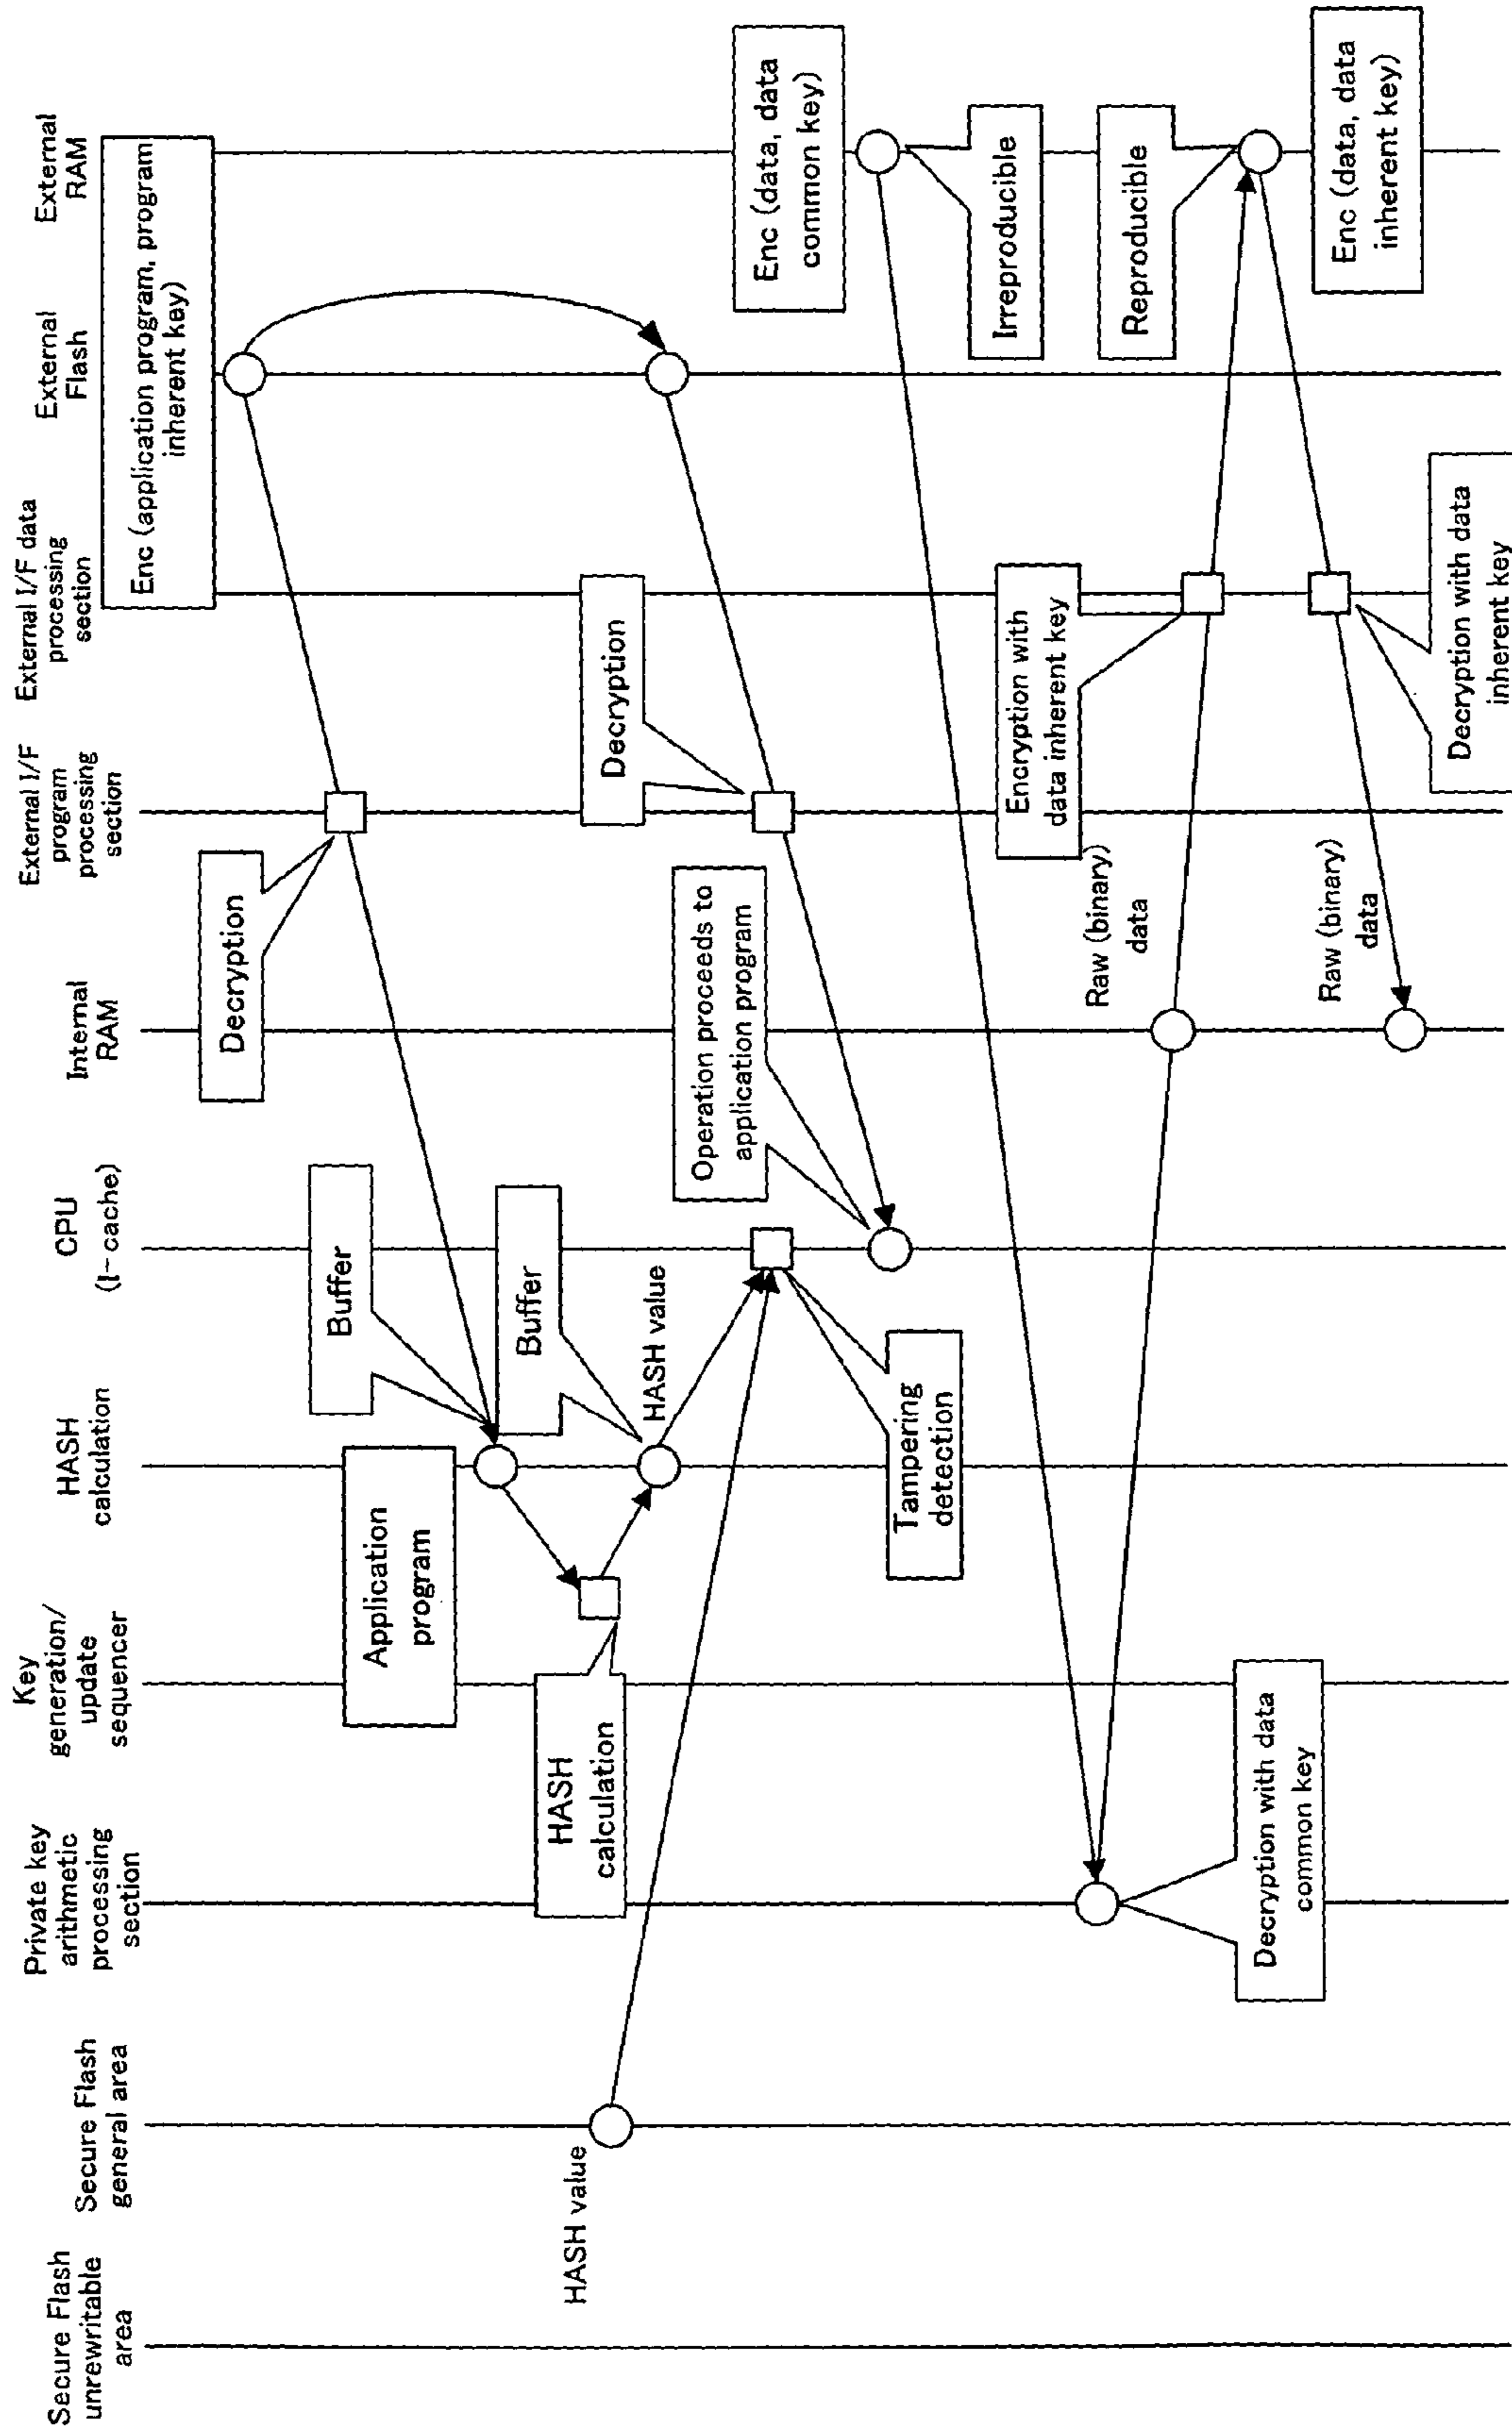 Secure Flash
unrewritable
area
Secure Flash
general area
Private key
arithmetic
processing
section
Key
generation/
update
sequencer
HASH
calculation
CPU
(I-cache)
Internal
RAM
External I/F
program
processing
section
External I/F data
processing
section
External
Flash
External
RAM
Enc (application program, program
inherent key)
Decryption
Buffer
Application
program
Buffer
HASH
calculation
HASH value
HASH value
Decryption
Operation proceeds to
application program
Tampering
detection
Enc (data, data
common key)
Irreproducible
Reproducible
Encryption with
data inherent key
Raw (binary)
data
Decryption with data
common key
Enc (data, data
inherent key)
Raw (binary)
data
Decryption with data
inherent key